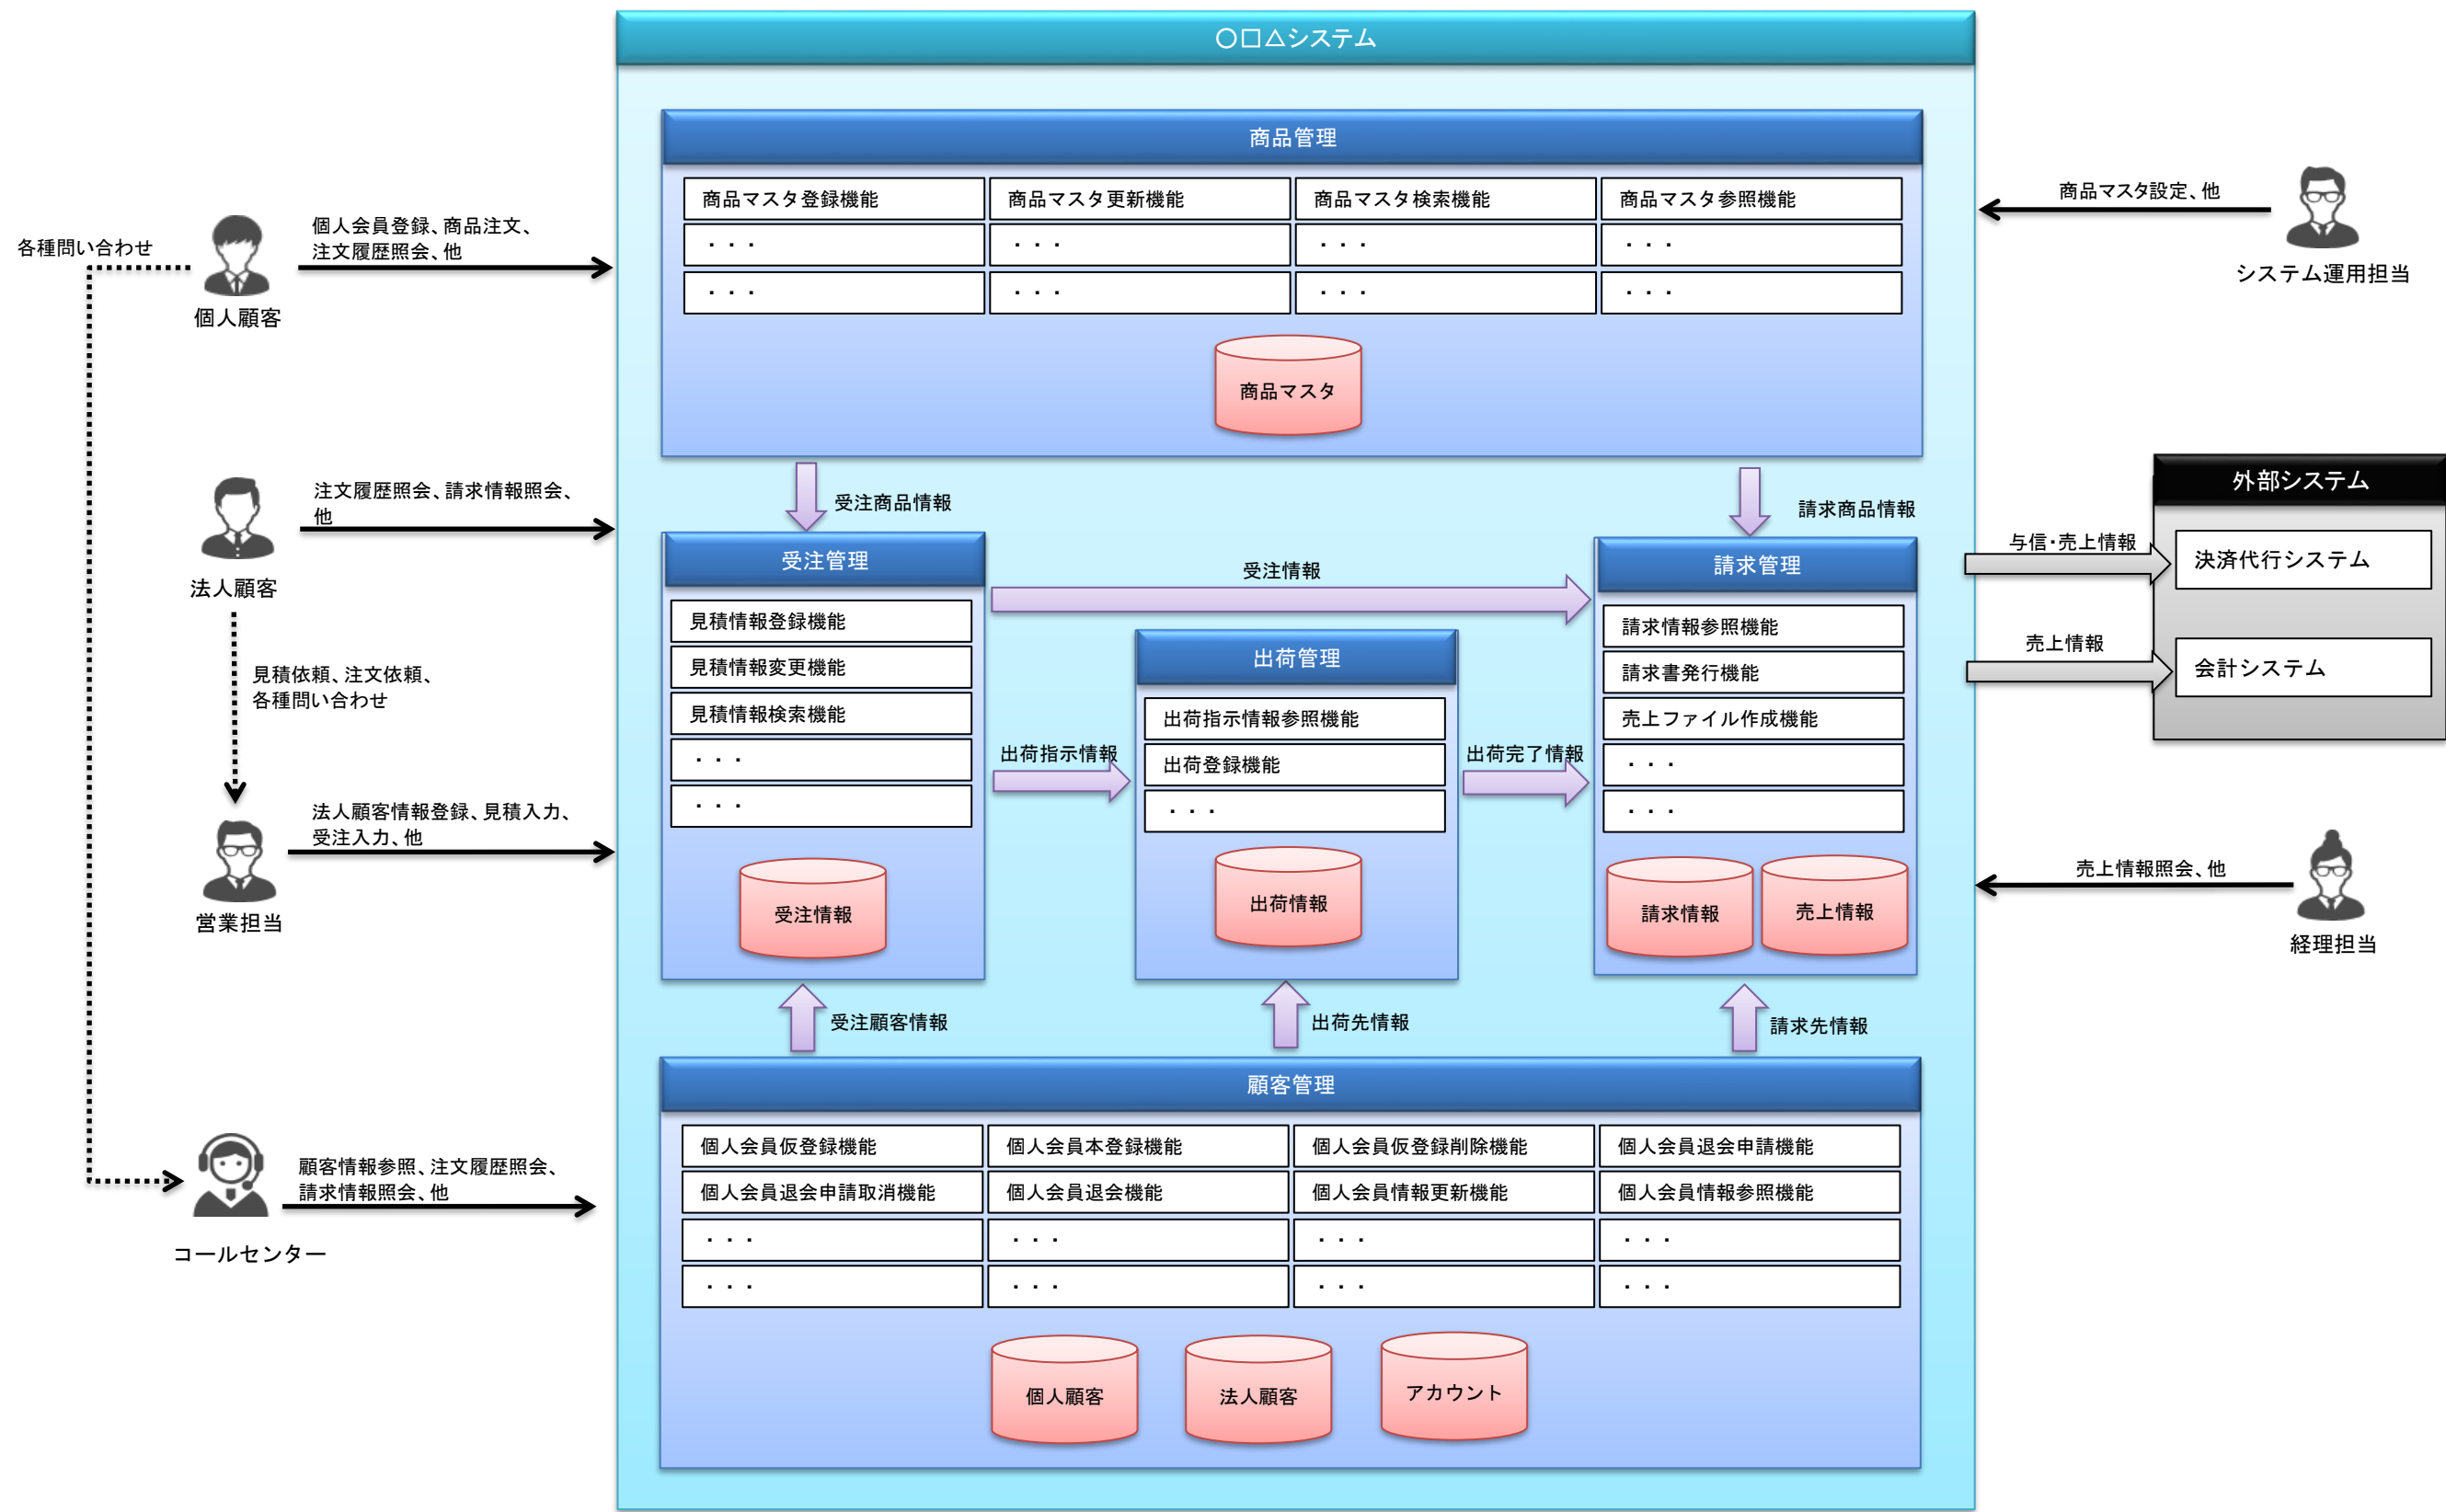 〇□△システム
商品管理
商品マスタ登録機能
商品マスタ更新機能
商品マスタ検索機能
商品マスタ参照機能
・・・
・・・
・・・
・・・
・・・
・・・
・・・
・・・
商品マスタ
各種問い合わせ
個人会員登録、商品注文、
注文履歴照会、他
個人顧客
商品マスタ設定、他
システム運用担当
注文履歴照会、請求情報照会、
他
法人顧客
見積依頼、注文依頼、
各種問い合わせ
法人顧客情報登録、見積入力、
受注入力、他
営業担当
顧客情報参照、注文履歴照会、
請求情報照会、他
コールセンター
受注商品情報
請求商品情報
受注管理
見積情報登録機能
見積情報変更機能
見積情報検索機能
・・・
・・・
受注情報
受注情報
出荷指示情報
出荷管理
出荷指示情報参照機能
出荷登録機能
・・・
出荷情報
出荷完了情報
請求管理
請求情報参照機能
請求書発行機能
売上ファイル作成機能
・・・
・・・
請求情報
売上情報
与信・売上情報
売上情報
外部システム
決済代行システム
会計システム
売上情報照会、他
経理担当
受注顧客情報
出荷先情報
請求先情報
顧客管理
個人会員仮登録機能
個人会員本登録機能
個人会員仮登録削除機能
個人会員退会申請機能
個人会員退会申請取消機能
個人会員退会機能
個人会員情報更新機能
個人会員情報参照機能
・・・
・・・
・・・
・・・
・・・
・・・
・・・
・・・
個人顧客
法人顧客
アカウント